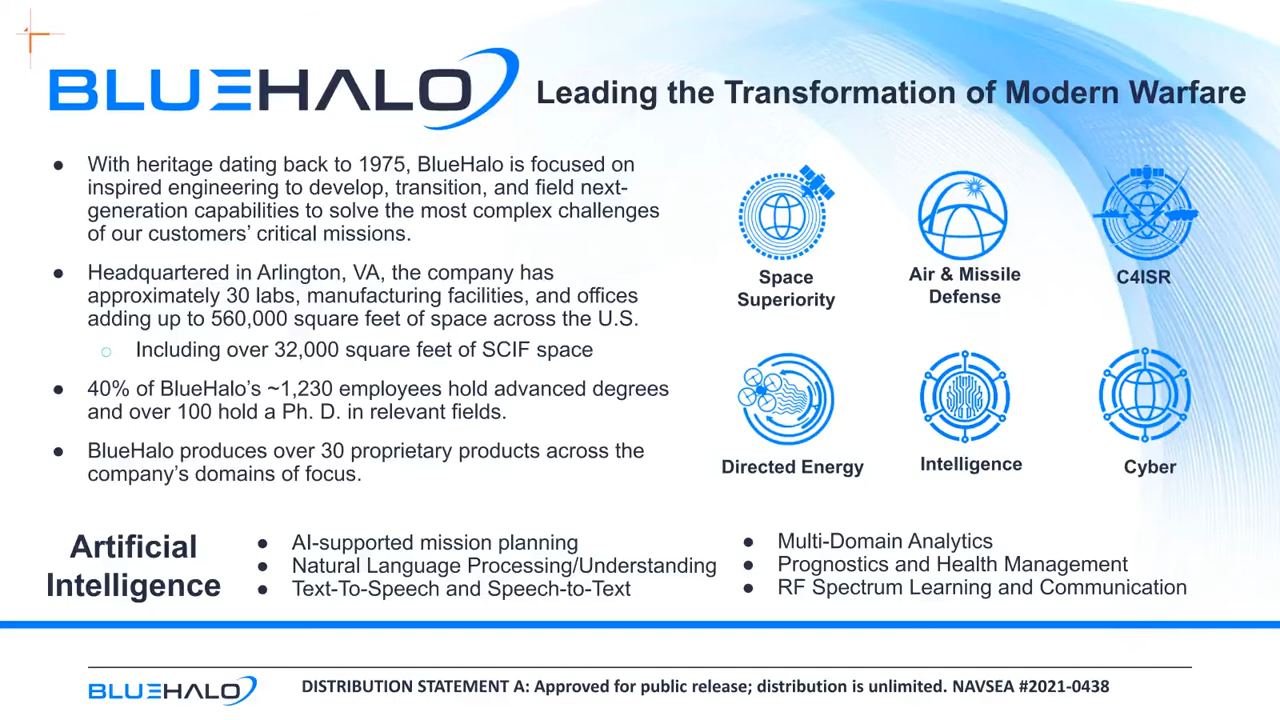 BLUEHALO
Leading the Transformation of Modern Warfare
● With heritage dating back to 1975, BlueHalo is focused on
inspired engineering to develop, transition, and field next-
generation capabilities to solve the most complex challenges
of our customers’ critical missions.
● Headquartered in Arlington, VA, the company has
approximately 30 labs, manufacturing facilities, and offices
adding up to 560,000 square feet of space across the U.S.
○ Including over 32,000 square feet of SCIF space
● 40% of BlueHalo’s ~1,230 employees hold advanced degrees
and over 100 hold a Ph. D. in relevant fields.
● BlueHalo produces over 30 proprietary products across the
company’s domains of focus.
Space
Superiority
Air & Missile
Defense
C4ISR
Directed Energy
Intelligence
Cyber
Artificial
Intelligence
● AI-supported mission planning
● Natural Language Processing/Understanding
● Text-To-Speech and Speech-to-Text
● Multi-Domain Analytics
● Prognostics and Health Management
● RF Spectrum Learning and Communication
BLUEHALO
DISTRIBUTION STATEMENT A: Approved for public release; distribution is unlimited. NAVSEA #2021-0438